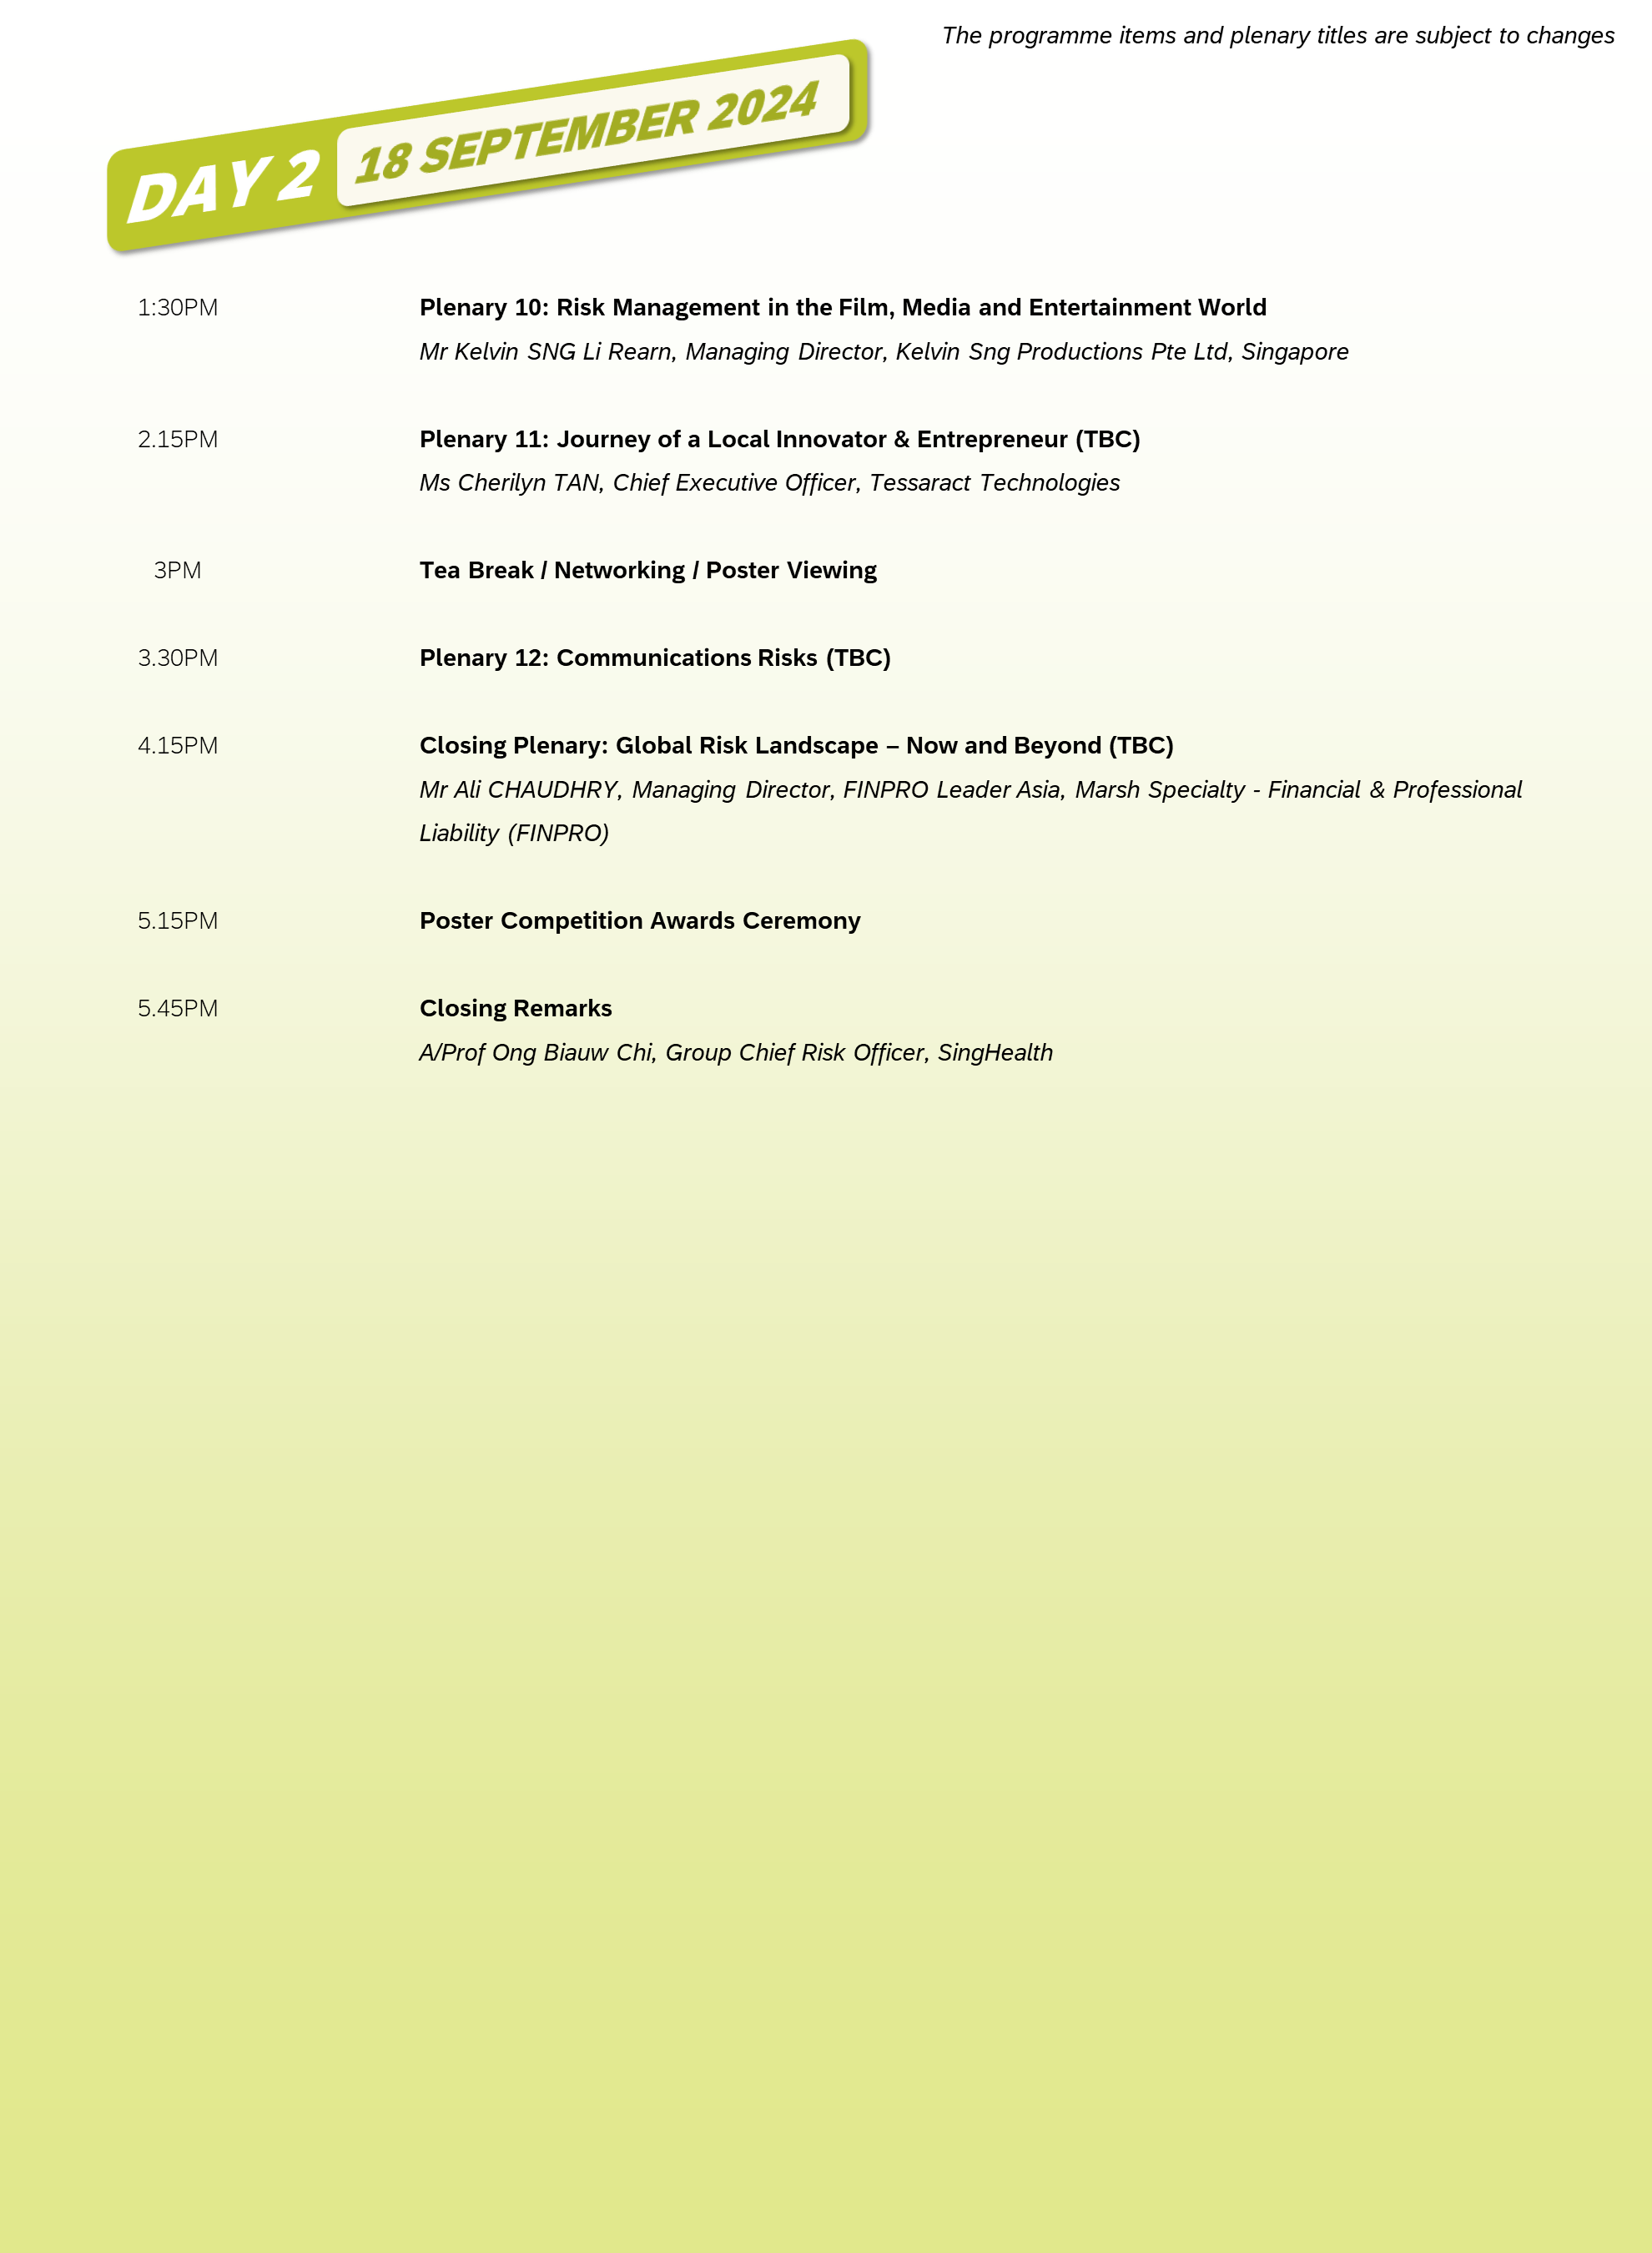 The programme items and plenary titles are subject to changes
DAY 2 18 SEPTEMBER 2024
1:30PM Plenary 10: Risk Management in the Film, Media and Entertainment World
Mr Kelvin SNG Li Rearn, Managing Director, Kelvin Sng Productions Pte Ltd, Singapore
2.15PM Plenary 11: Journey of a Local Innovator & Entrepreneur (TBC)
Ms Cherilyn TAN, Chief Executive Officer, Tessaract Technologies
3PM Tea Break / Networking / Poster Viewing
3.30PM Plenary 12: Communications Risks (TBC)
4.15PM Closing Plenary: Global Risk Landscape – Now and Beyond (TBC)
Mr Ali CHAUDHRY, Managing Director, FINPRO Leader Asia, Marsh Specialty - Financial & Professional
Liability (FINPRO)
5.15PM Poster Competition Awards Ceremony
5.45PM Closing Remarks
A/Prof Ong Biauw Chi, Group Chief Risk Officer, SingHealth